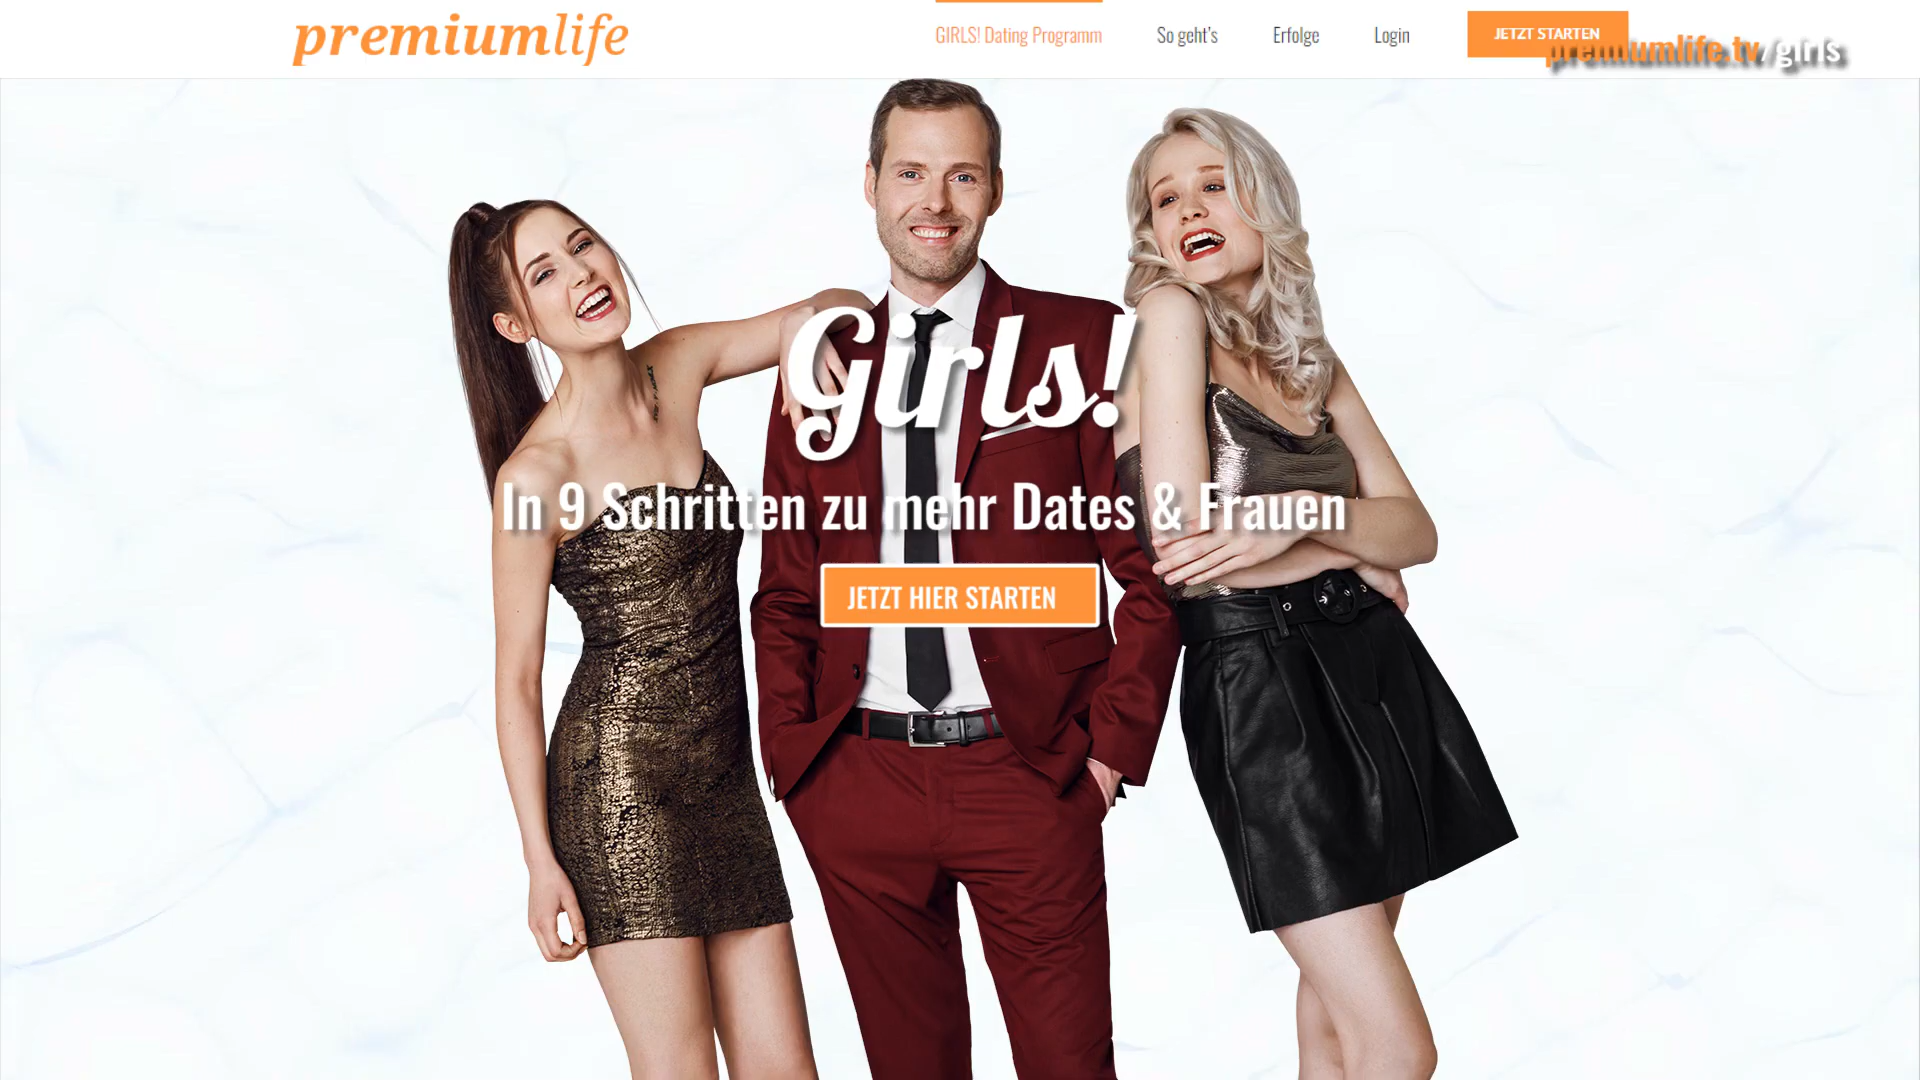 premiumlife
GIRLS! Dating Programm
So geht's
Erfolge
Login
JETZT STARTEN
premiumlife.tv/girls
Girls!
In 9 Schritten zu mehr Dates & Frauen
JETZT HIER STARTEN